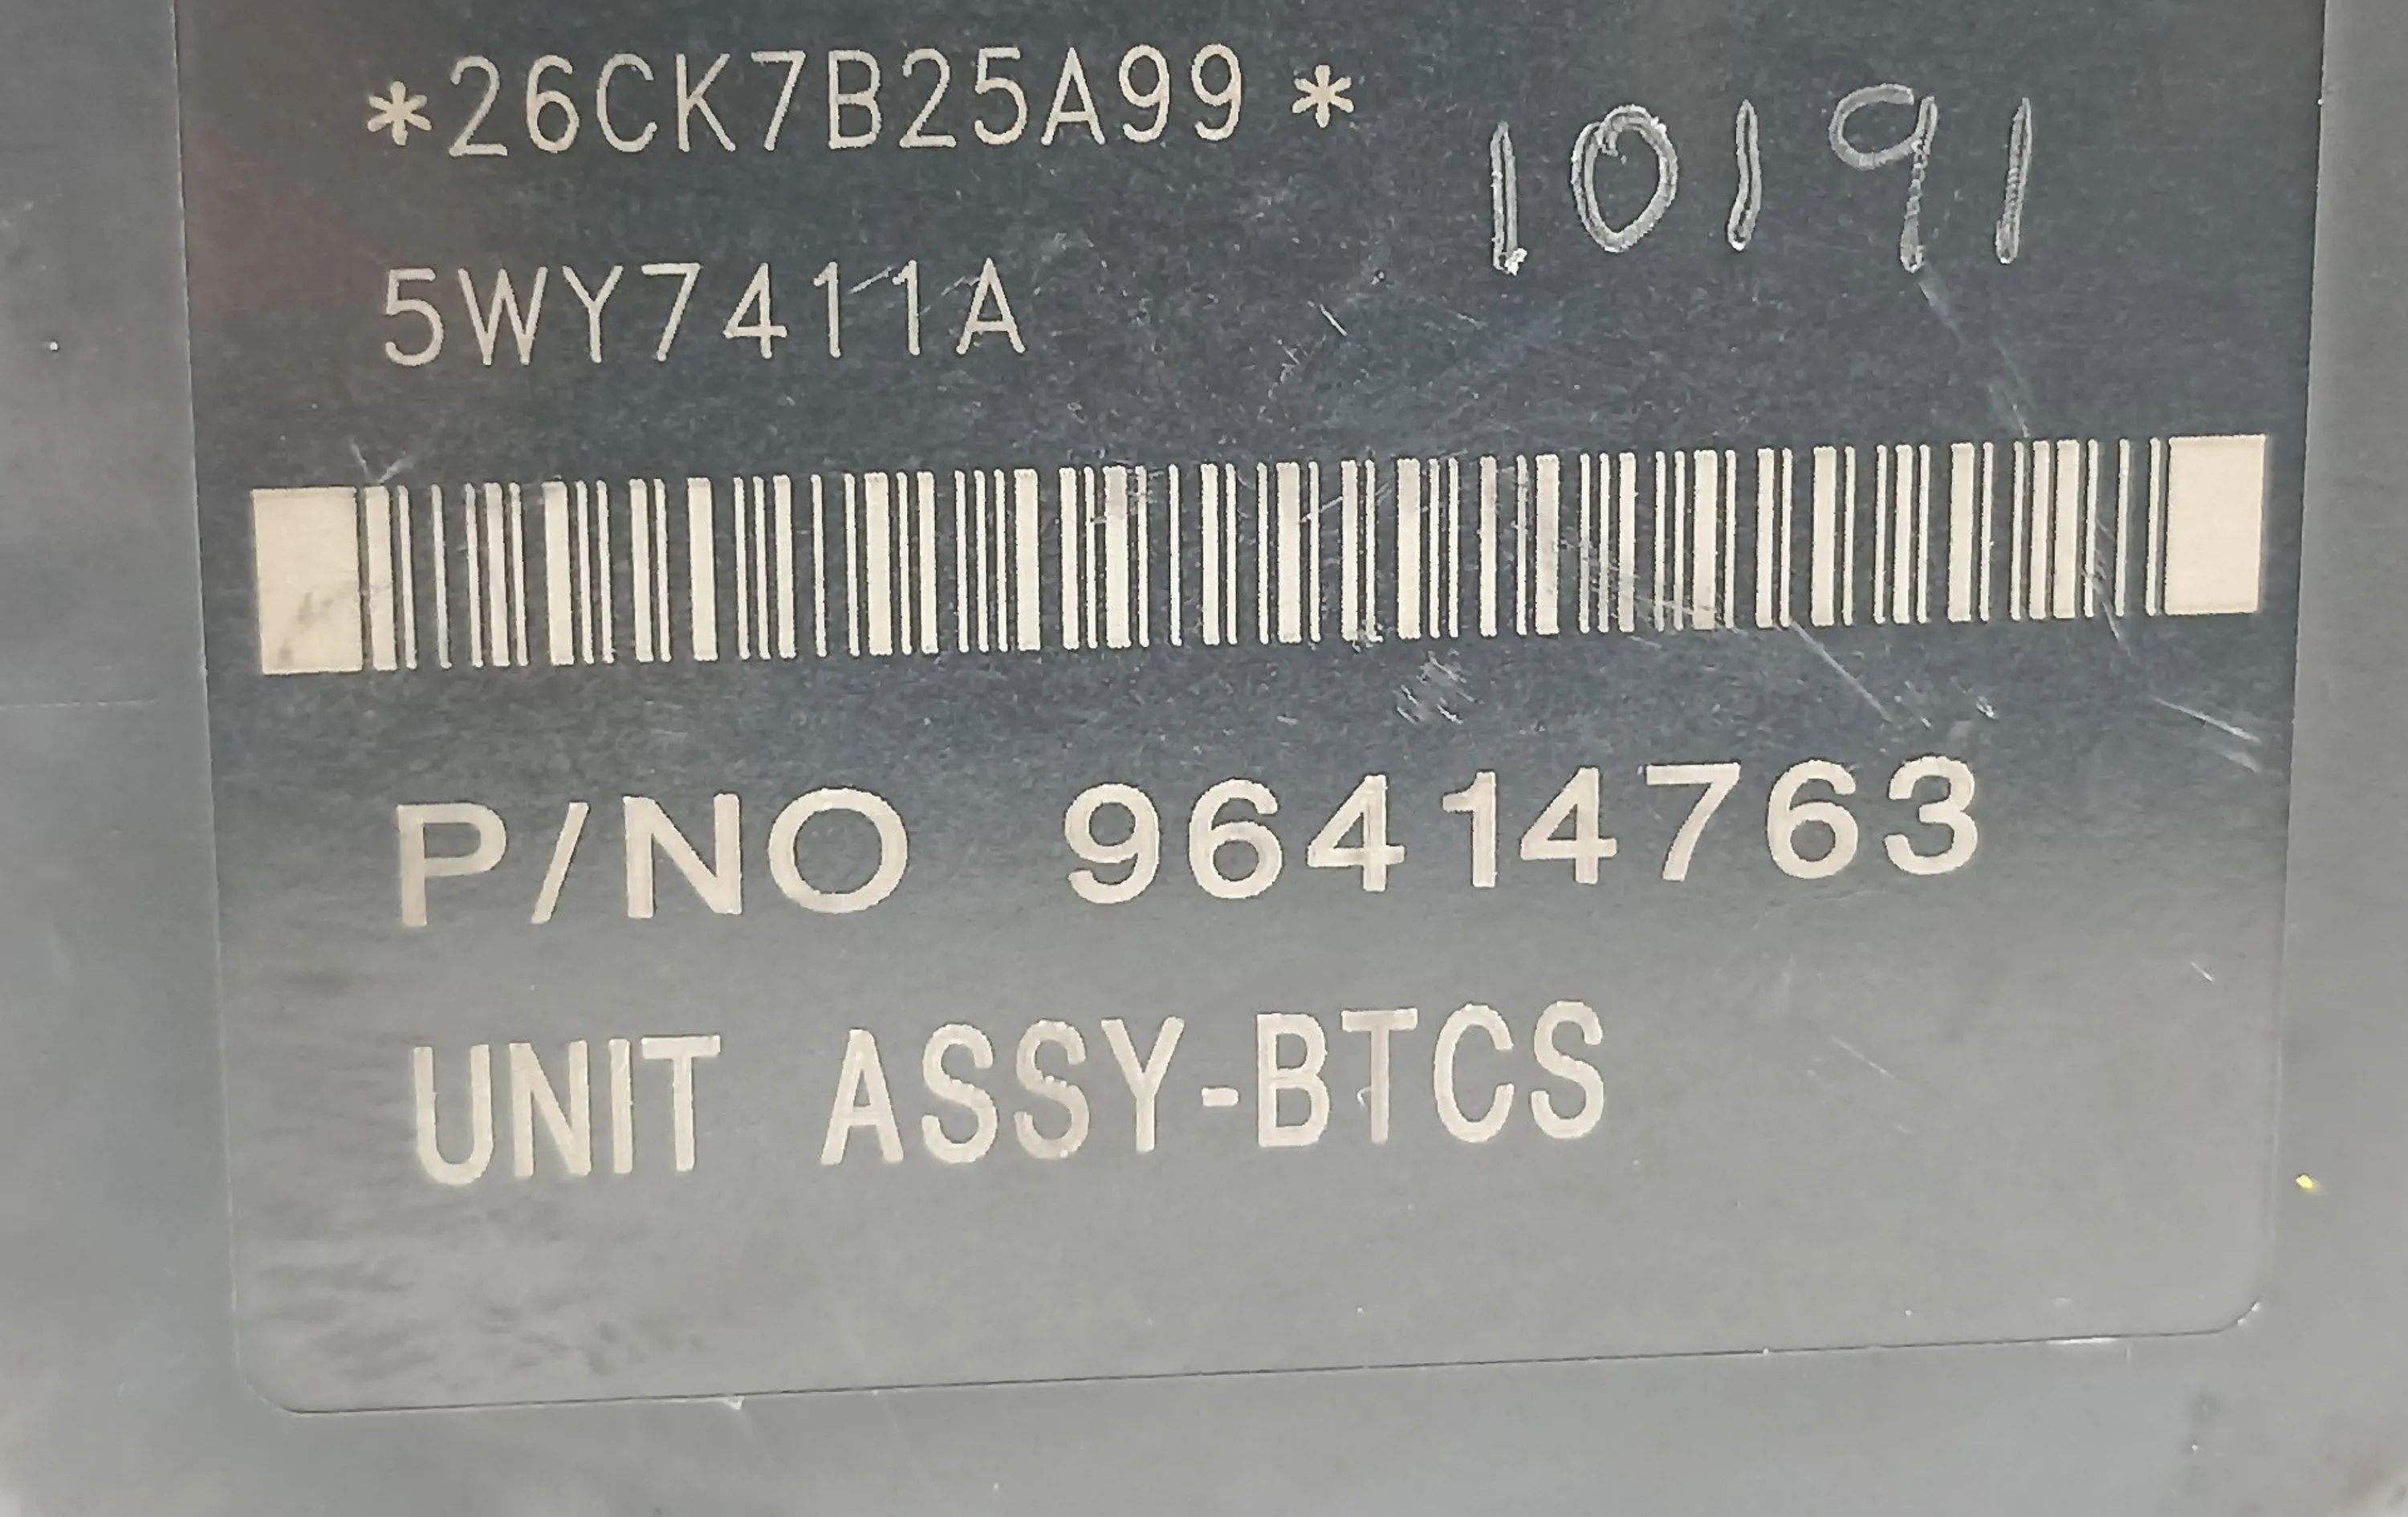 *26CK7B25A99*
10191
5WY7411A
P/NO 96414763
UNIT ASSY-BTCS